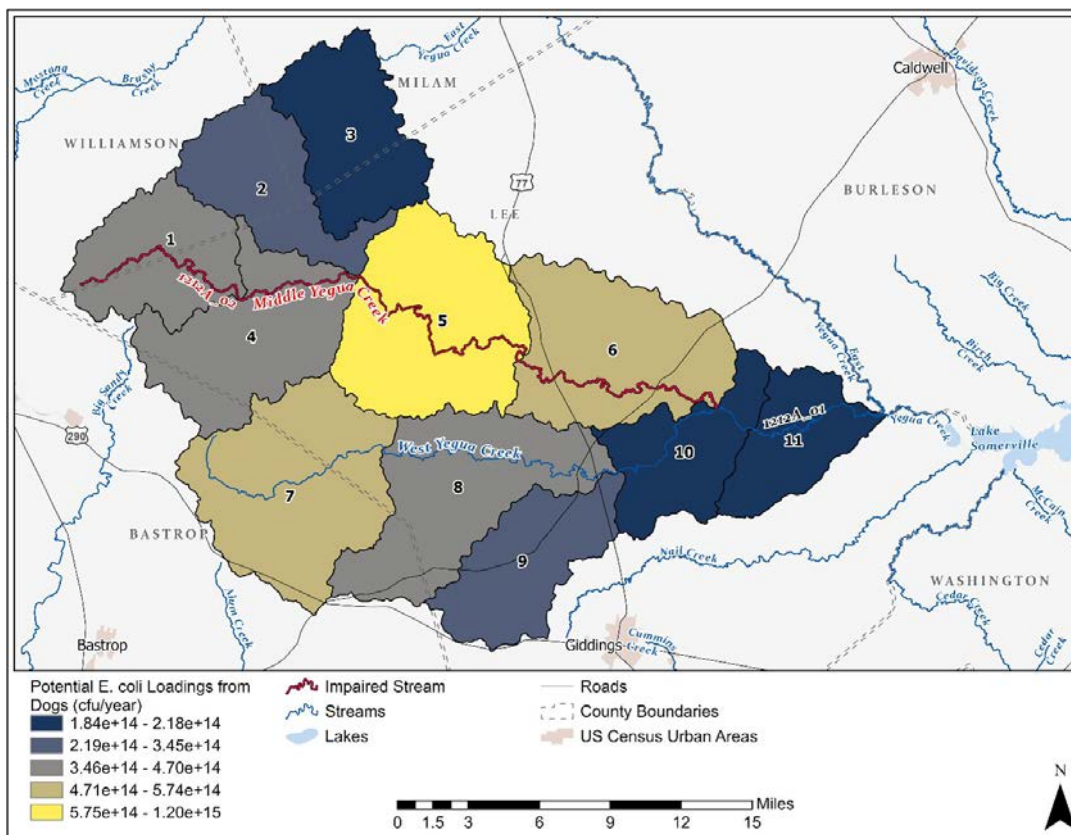 East
Yegua Creek
Mustang
Creek
Brushy
Creek
MILAM
Caldwell
Davidson Creek
WILLIAMSON
3
2
77
BURLESON
LEE
1
1212A_02
Middle Yegua
Creek
5
4
6
Big Creek
Birch
Creek
East
Yegua Creek
Big Sandy
Creek
290
1212A_01
Yegua Creek
Lake
Somerville
West Yegua Creek
10
11
7
8
McCain
Creek
BASTROP
9
Nail Creek
WASHINGTON
Cedar Creek
Alum Creek
Bastrop
Giddings
Cummins
Creek
Cedar
Creek
Potential E. coli Loadings from
Dogs (cfu/year)
1.84e+14 - 2.18e+14
2.19e+14 - 3.45e+14
3.46e+14 - 4.70e+14
4.71e+14 - 5.74e+14
5.75e+14 - 1.20e+15
Impaired Stream
Streams
Lakes
Roads
County Boundaries
US Census Urban Areas
N
Miles
0 1.5 3 6 9 12 15